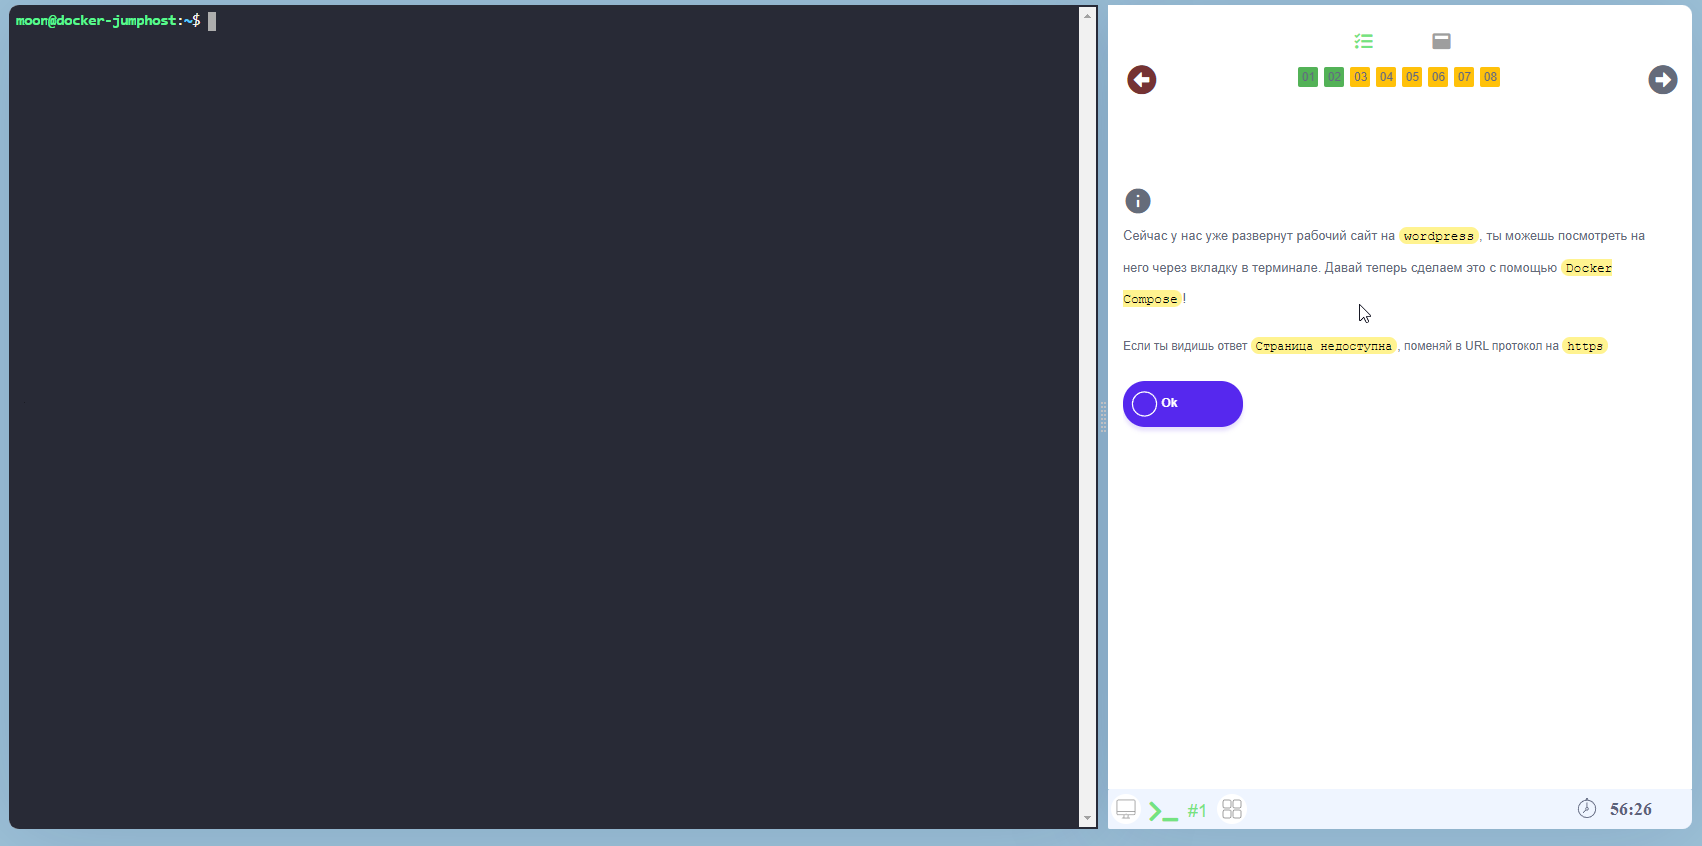 moon@docker-jumphost:~$
01 02 03 04 05 06 07 08
Сейчас у нас уже развернут рабочий сайт на wordpress, ты можешь посмотреть на
него через вкладку в терминале. Давай теперь сделаем это с помощью Docker
Compose!
Если ты видишь ответ Страница недоступна, поменяй в URL протокол на https
Ok
#1
56:26